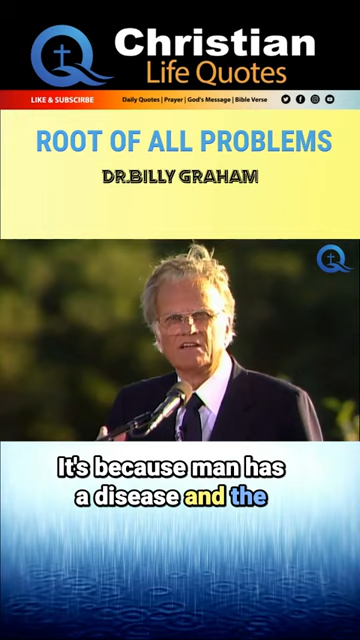 Christian
Life Quotes
LIKE & SUBSCIRBE
Daily Quotes | Prayer | God's Message | Bible Verse
ROOT OF ALL PROBLEMS
DR.BILLY GRAHAM
It's because man has
a disease and the